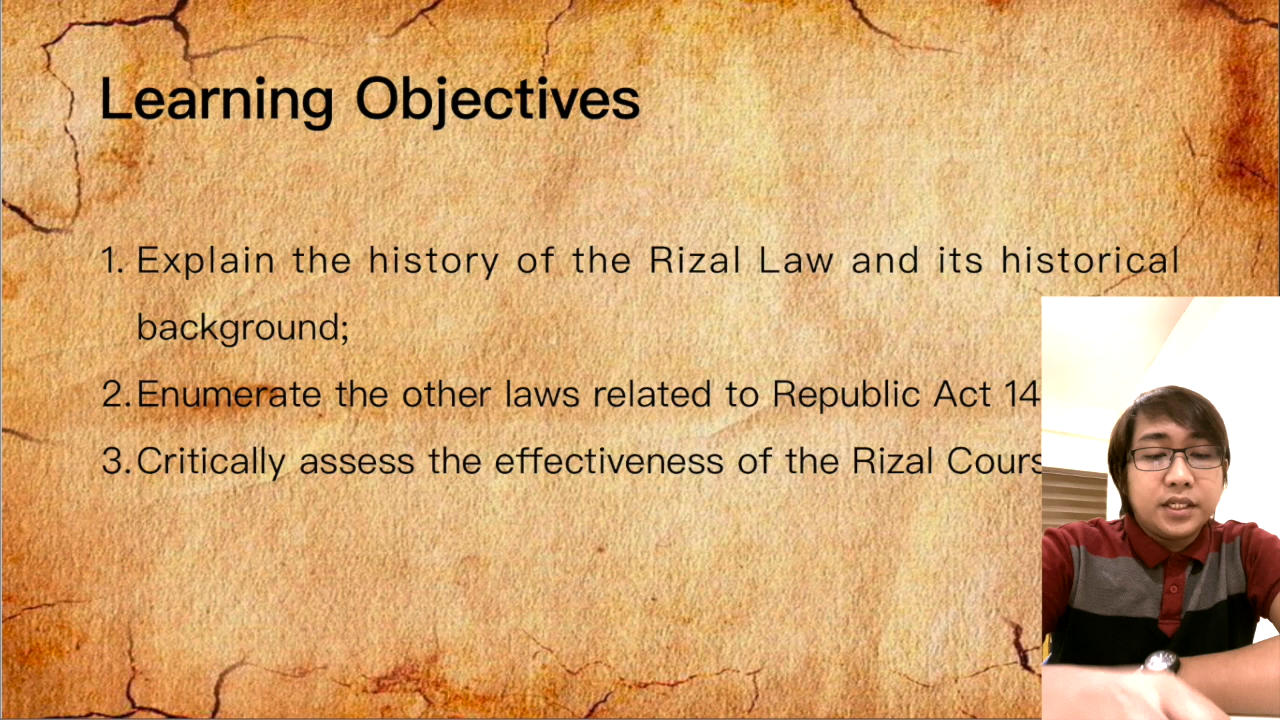 Learning Objectives
1. Explain the history of the Rizal Law and its historical
background;
2. Enumerate the other laws related to Republic Act 14
3. Critically assess the effectiveness of the Rizal